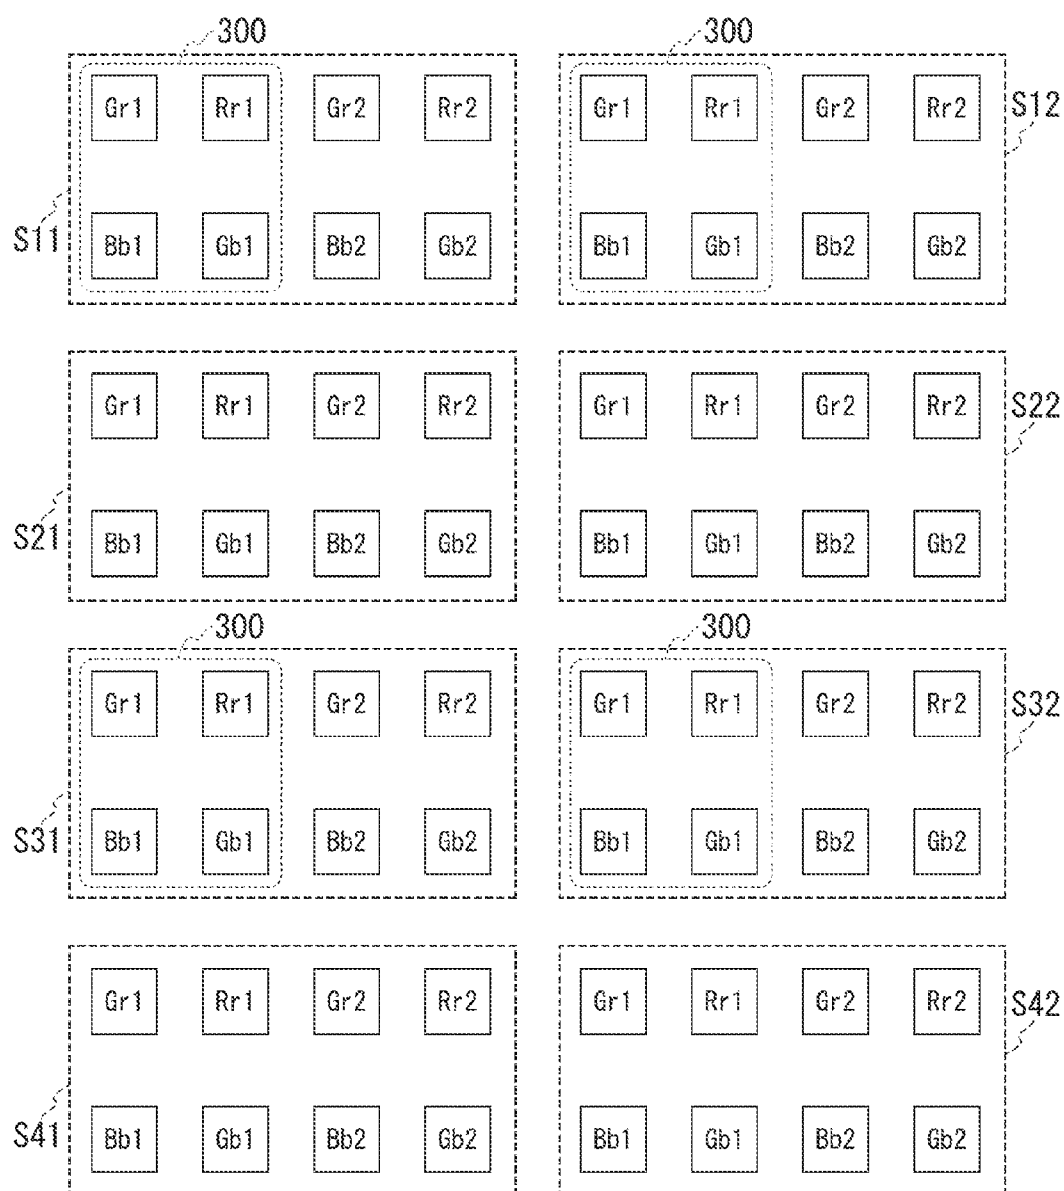 300 300
Gr1 Rr1 Gr2 Rr2 Gr1 Rr1 Gr2 Rr2 S12
S11 Bb1 Gb1 Bb2 Gb2 Bb1 Gb1 Bb2 Gb2
Gr1 Rr1 Gr2 Rr2 Gr1 Rr1 Gr2 Rr2 S22
S21 Bb1 Gb1 Bb2 Gb2 Bb1 Gb1 Bb2 Gb2
300 300
Gr1 Rr1 Gr2 Rr2 Gr1 Rr1 Gr2 Rr2 S32
S31 Bb1 Gb1 Bb2 Gb2 Bb1 Gb1 Bb2 Gb2
Gr1 Rr1 Gr2 Rr2 Gr1 Rr1 Gr2 Rr2 S42
S41 Bb1 Gb1 Bb2 Gb2 Bb1 Gb1 Bb2 Gb2